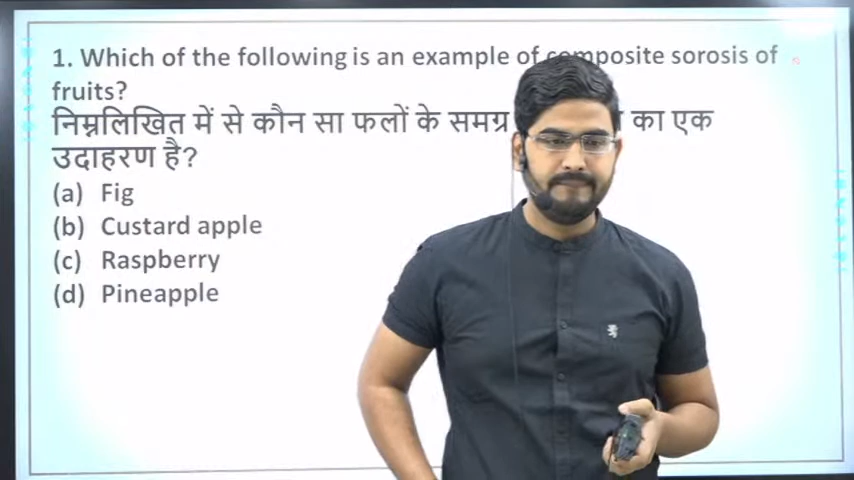 1. Which of the following is an example of composite sorosis of
fruits?
निम्नलिखित में से कौन सा फलों के समग्र का एक
उदाहरण है?
(a) Fig
(b) Custard apple
(c) Raspberry
(d) Pineapple